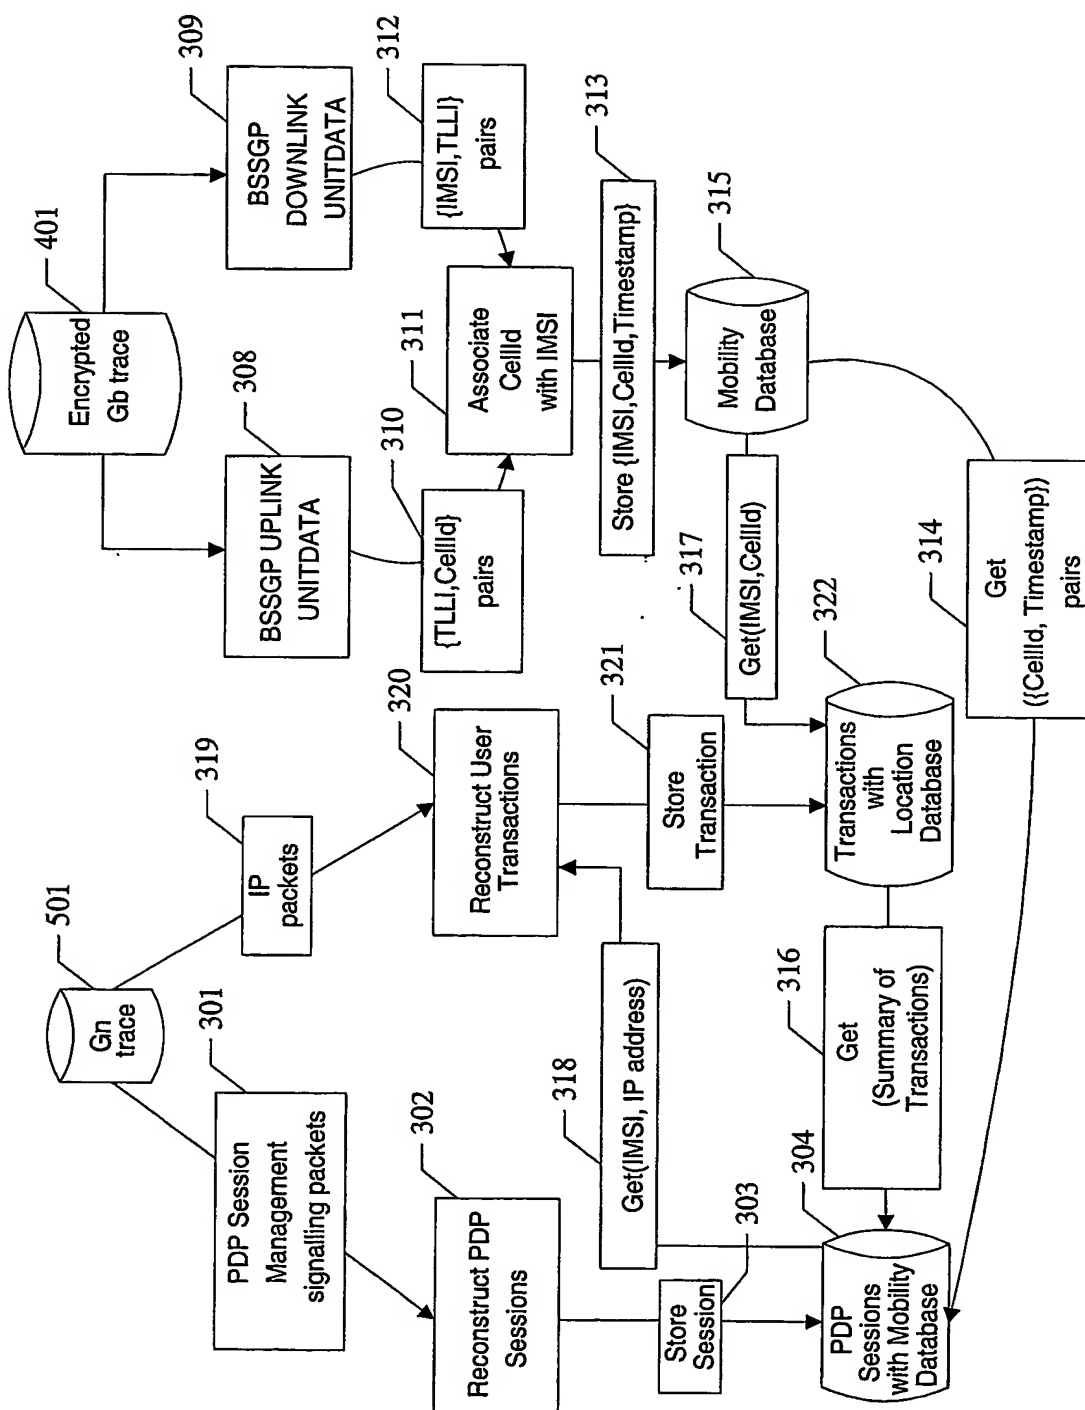 501
Gn
trace
401
Encrypted
Gb trace
301
PDP Session
Management
signalling packets
319
IP
packets
308
BSSGP UPLINK
UNITDATA
309
BSSGP
DOWNLINK
UNITDATA
302
Reconstruct PDP
Sessions
320
Reconstruct User
Transactions
310
{TLLI,CellId}
pairs
311
Associate
CellId
with IMSI
312
{IMSI,TLLI}
pairs
318
Get(IMSI, IP address)
313
Store {IMSI,CellId,Timestamp}
303
Store
Session
321
Store
Transaction
317
Get(IMSI,CellId)
315
Mobility
Database
304
PDP
Sessions
with Mobility
Database
316
Get
(Summary of
Transactions)
322
Transactions
with
Location
Database
314
Get
({CellId, Timestamp})
pairs